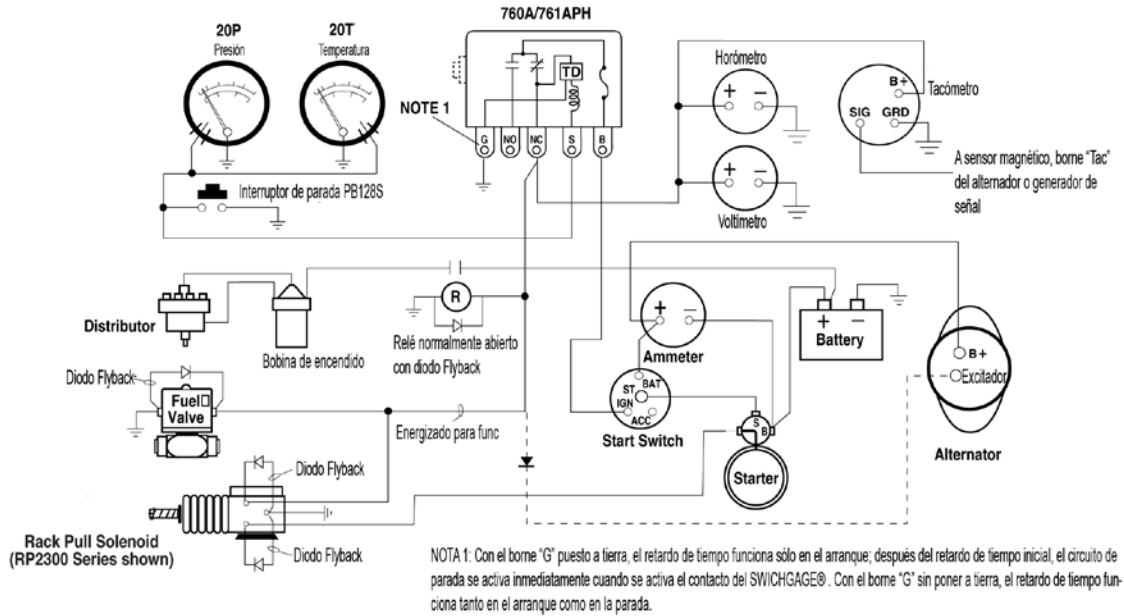 760A/761APH
20P
Presión
20T
Temperatura
TD
NOTE 1
G NO NC S B
Horómetro
+ −
Voltímetro
+ −
B+
Tacómetro
SIG GRD
A sensor magnético, borne “Tac”
del alternador o generador de
señal
Interruptor de parada PB128S
Distributor
Bobina de encendido
R
Relé normalmente abierto
con diodo Flyback
+ −
Ammeter
+ −
Battery
B+
Excitador
Alternator
Diodo Flyback
Fuel
Valve
Energizado para func
ST BAT
IGN
ACC
Start Switch
S
B
Starter
Diodo Flyback
Rack Pull Solenoid
(RP2300 Series shown)
Diodo Flyback
NOTA 1: Con el borne “G” puesto a tierra, el retardo de tiempo funciona sólo en el arranque; después del retardo de tiempo inicial, el circuito de
parada se activa inmediatamente cuando se activa el contacto del SWICHGAGE® . Con el borne “G” sin poner a tierra, el retardo de tiempo fun-
ciona tanto en el arranque como en la parada.